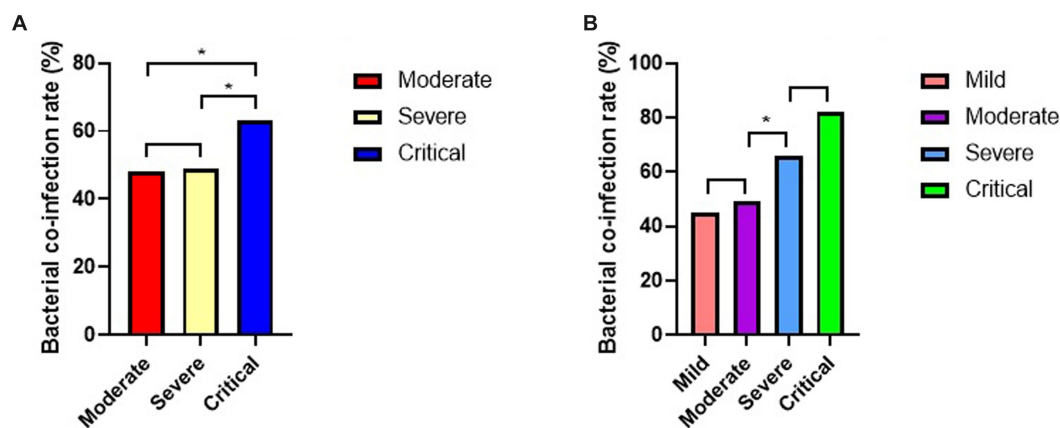 A
Bacterial co-infection rate (%)
80
60
40
20
0
*
*
Moderate
Severe
Critical
Moderate
Severe
Critical
B
Bacterial co-infection rate (%)
100
80
60
40
20
0
*
Mild
Moderate
Severe
Critical
Mild
Moderate
Severe
Critical